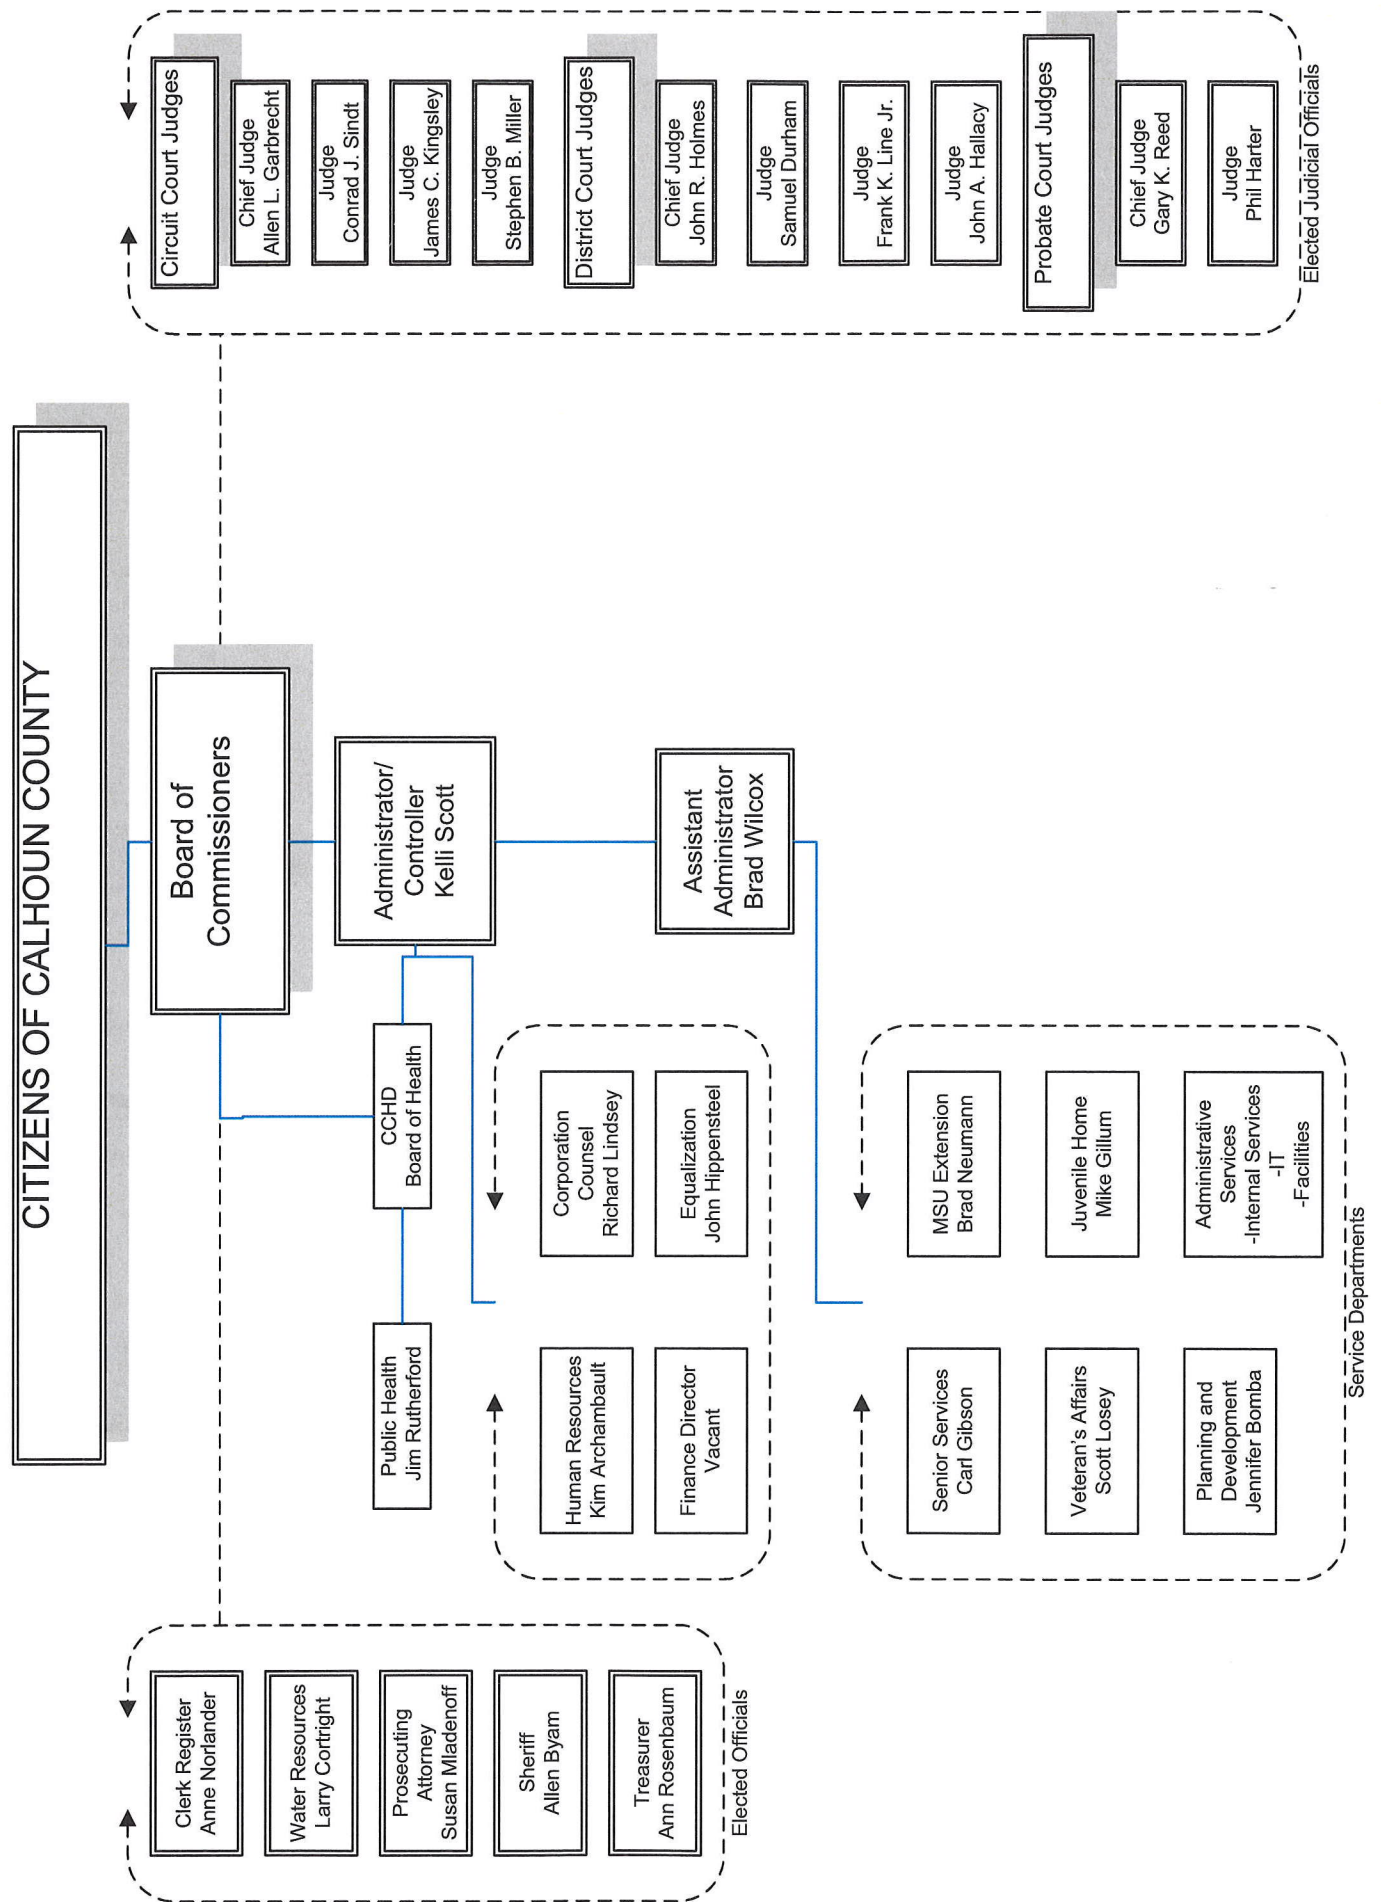 CITIZENS OF CALHOUN COUNTY
Board of
Commissioners
Administrator/
Controller
Kelli Scott
Assistant
Administrator
Brad Wilcox
CCHD
Board of Health
Public Health
Jim Rutherford
Human Resources
Kim Archambault
Corporation
Counsel
Richard Lindsey
Finance Director
Vacant
Equalization
John Hippensteel
Senior Services
Carl Gibson
MSU Extension
Brad Neumann
Veteran's Affairs
Scott Losey
Juvenile Home
Mike Gillum
Planning and
Development
Jennifer Bomba
Administrative
Services
-Internal Services
-IT
-Facilities
Service Departments
Clerk Register
Anne Norlander
Water Resources
Larry Cortright
Prosecuting
Attorney
Susan Mladenoff
Sheriff
Allen Byam
Treasurer
Ann Rosenbaum
Elected Officials
Circuit Court Judges
Chief Judge
Allen L. Garbrecht
Judge
Conrad J. Sindt
Judge
James C. Kingsley
Judge
Stephen B. Miller
District Court Judges
Chief Judge
John R. Holmes
Judge
Samuel Durham
Judge
Frank K. Line Jr.
Judge
John A. Hallacy
Probate Court Judges
Chief Judge
Gary K. Reed
Judge
Phil Harter
Elected Judicial Officials